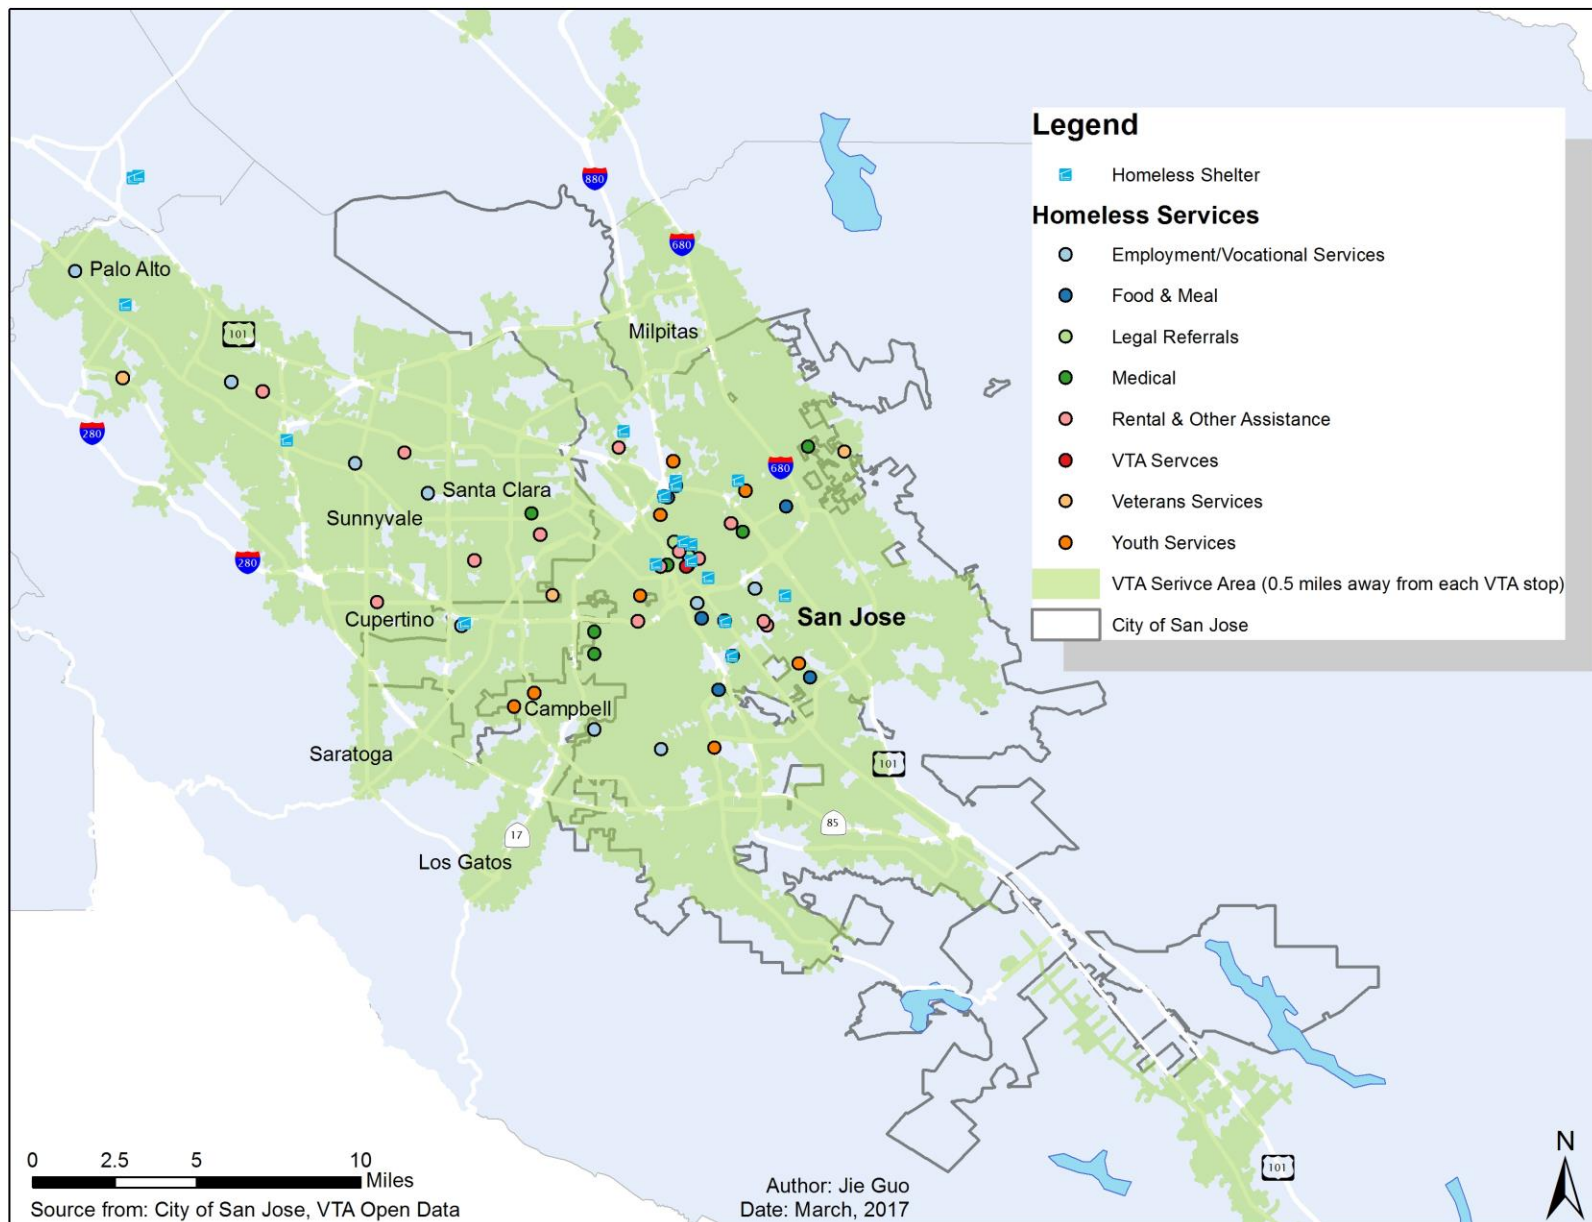 880
680
Palo Alto
101
Milpitas
280
680
Santa Clara
Sunnyvale
280
Cupertino
San Jose
Campbell
Saratoga
101
85
17
Los Gatos
101
Legend
Homeless Shelter
Homeless Services
Employment/Vocational Services
Food & Meal
Legal Referrals
Medical
Rental & Other Assistance
VTA Servces
Veterans Services
Youth Services
VTA Serivce Area (0.5 miles away from each VTA stop)
City of San Jose
0 2.5 5 10
Miles
Source from: City of San Jose, VTA Open Data
Author: Jie Guo
Date: March, 2017
N